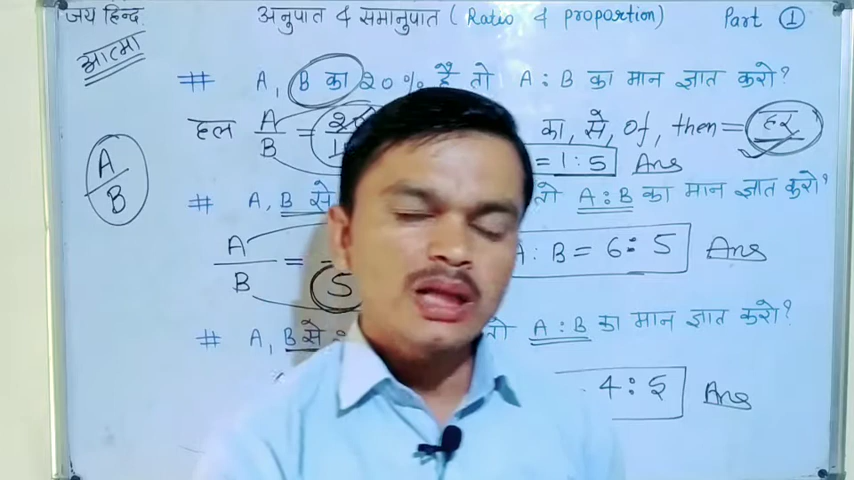 जय हिन्द अनुपात & समानुपात ( Ratio & proportion) Part ①
आत्मा
# A, B का 20% है तो A : B का मान ज्ञात करो?
हल A/B = का, से, of, then = हर
= 1 : 5 Ans
A/B
# A, B से तो A : B का मान ज्ञात करो?
A/B = 5 A : B = 6 : 5 Ans
# A, B से तो A : B का मान ज्ञात करो?
4 : 5 Ans